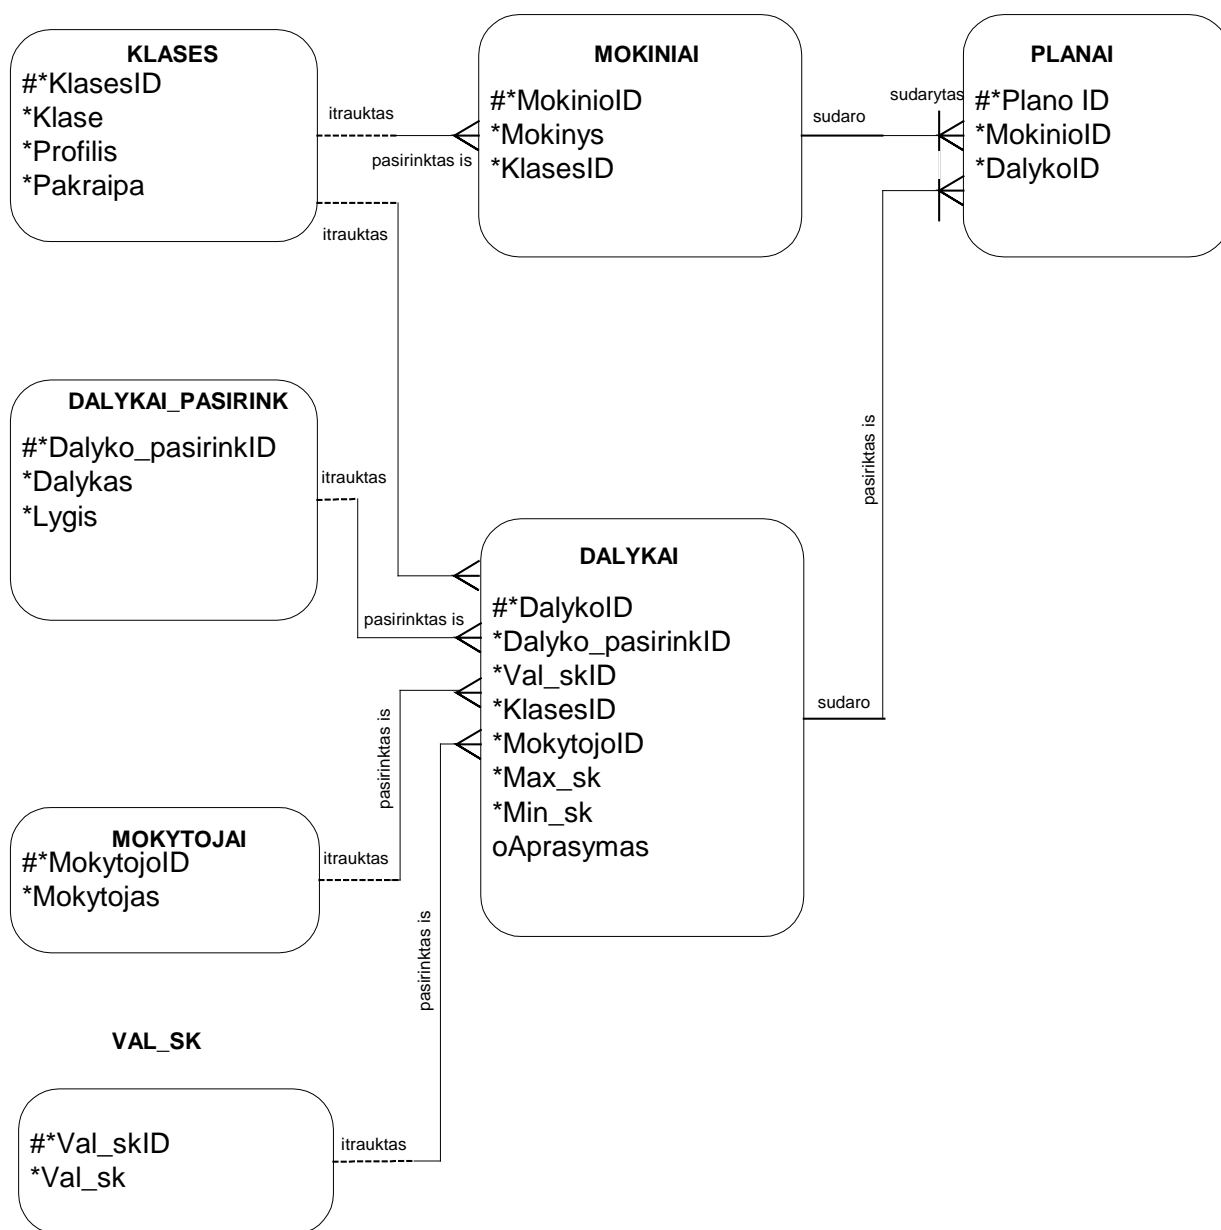 KLASES
#*KlasesID
*Klase
*Profilis
*Pakraipa
itrauktas
pasirinktas is
itrauktas
MOKINIAI
#*MokinioID
*Mokinys
*KlasesID
sudaro
sudarytas
PLANAI
#*Plano ID
*MokinioID
*DalykoID
pasiriktas is
DALYKAI_PASIRINK
#*Dalyko_pasirinkID
*Dalykas
*Lygis
itrauktas
pasirinktas is
DALYKAI
#*DalykoID
*Dalyko_pasirinkID
*Val_skID
*KlasesID
*MokytojoID
*Max_sk
*Min_sk
oAprasymas
sudaro
pasirinktas is
MOKYTOJAI
#*MokytojoID
*Mokytojas
itrauktas
pasirinktas is
VAL_SK
#*Val_skID
*Val_sk
itrauktas